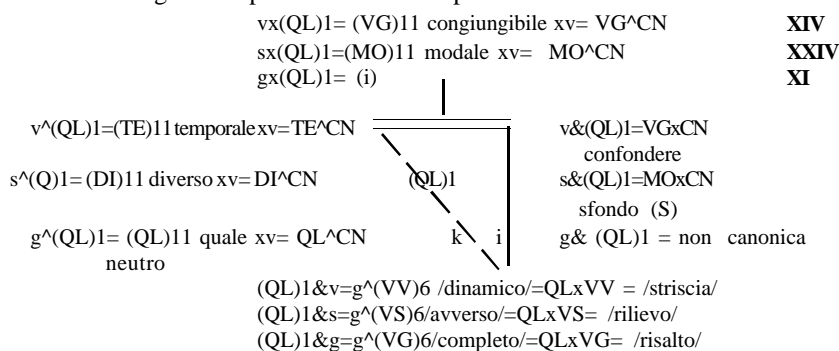 vx(QL)1= (VG)11 congiungibile xv= VG^CN XIV
sx(QL)1=(MO)11 modale xv= MO^CN XXIV
gx(QL)1= (i) XI
v^(QL)1=(TE)11 temporale xv=TE^CN v&(QL)1=VGxCN
confondere
s^(Q)1= (DI)11 diverso xv= DI^CN (QL)1 s&(QL)1=MOxCN
sfondo (S)
g^(QL)1= (QL)11 quale xv= QL^CN k i g& (QL)1 = non canonica
neutro
(QL)1&v=g^(VV)6 /dinamico/=QLxVV = /striscia/
(QL)1&s=g^(VS)6/avverso/=QLxVS= /rilievo/
(QL)1&g=g^(VG)6/completo/=QLxVG= /risalto/